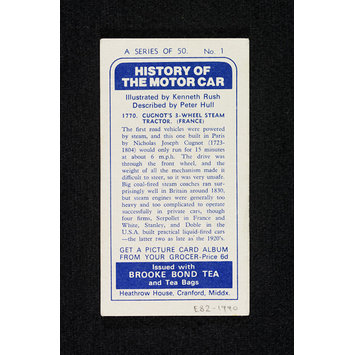 A SERIES OF 50. No. 1
HISTORY OF
THE MOTOR CAR
Illustrated by Kenneth Rush
Described by Peter Hull
1770. CUGNOT'S 3-WHEEL STEAM
TRACTOR. (FRANCE)
The first road vehicles were powered
by steam, and this one built in Paris
by Nicholas Joseph Cugnot (1723-
1804) would only run for 15 minutes
at about 6 m.p.h. The drive was
through the front wheel, and the
weight of all the mechanism made it
difficult to steer, so it was very unsafe.
Big coal-fired steam coaches ran sur-
prisingly well in Britain around 1830,
but steam engines were generally too
heavy and too complicated to operate
successfully in private cars, though
four firms, Serpollet in France and
White, Stanley, and Doble in the
U.S.A. built practical liquid-fired cars
—the latter two as late as the 1920's.
GET A PICTURE CARD ALBUM
FROM YOUR GROCER-Price 6d
Issued with
BROOKE BOND TEA
and Tea Bags
Heathrow House, Cranford, Middx.
E82-1990